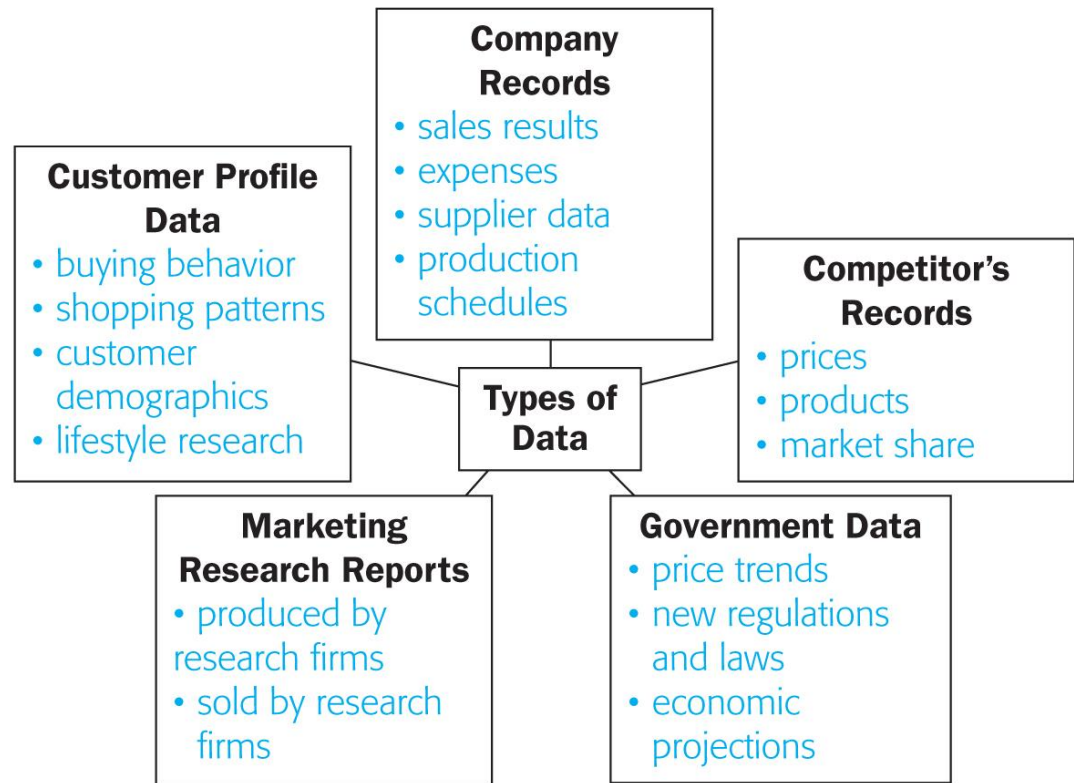 Company
Records
• sales results
• expenses
• supplier data
• production
schedules
Customer Profile
Data
• buying behavior
• shopping patterns
• customer
demographics
• lifestyle research
Competitor’s
Records
• prices
• products
• market share
Types of
Data
Marketing
Research Reports
• produced by
research firms
• sold by research
firms
Government Data
• price trends
• new regulations
and laws
• economic
projections